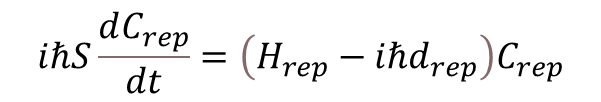 iħS dC_rep/dt = (H_rep − iħd_rep)C_rep